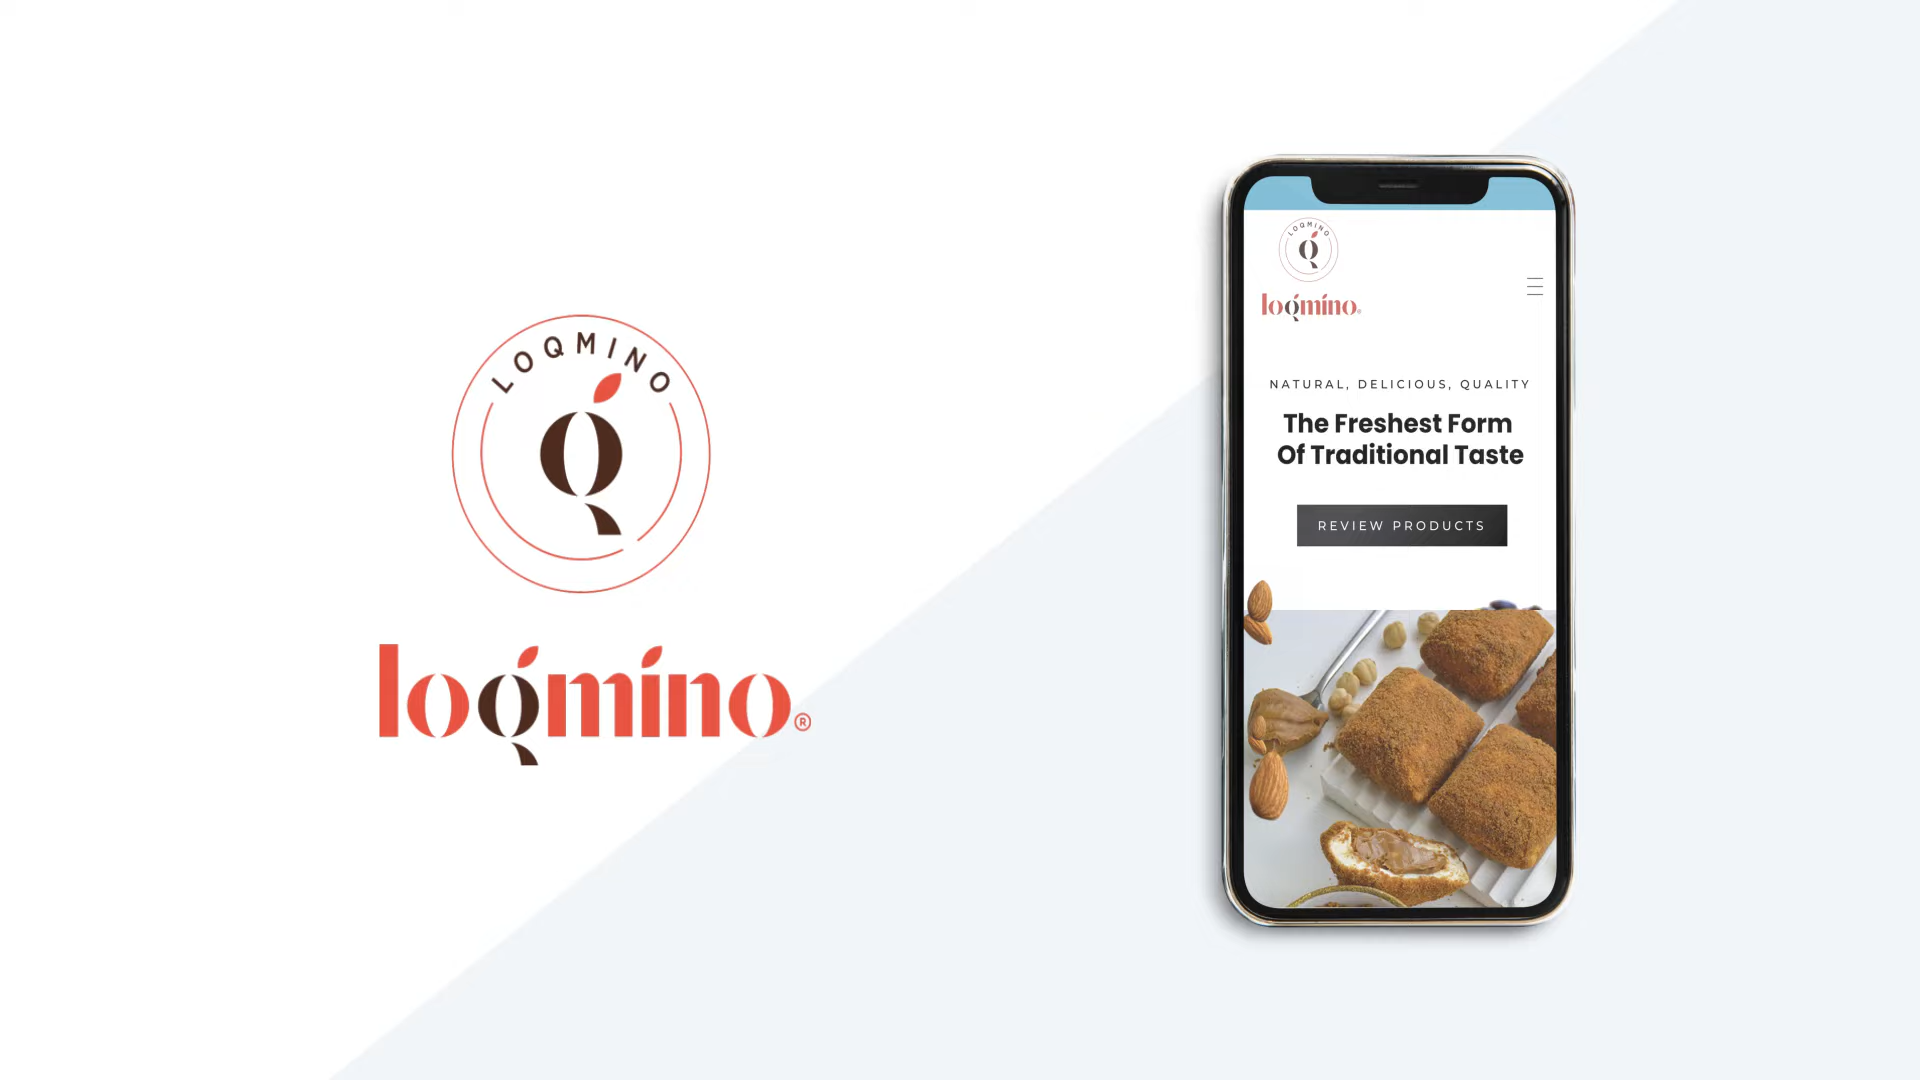 LOQMINO
loqmino®
LOQMINO
loqmino®
NATURAL, DELICIOUS, QUALITY
The Freshest Form
Of Traditional Taste
REVIEW PRODUCTS